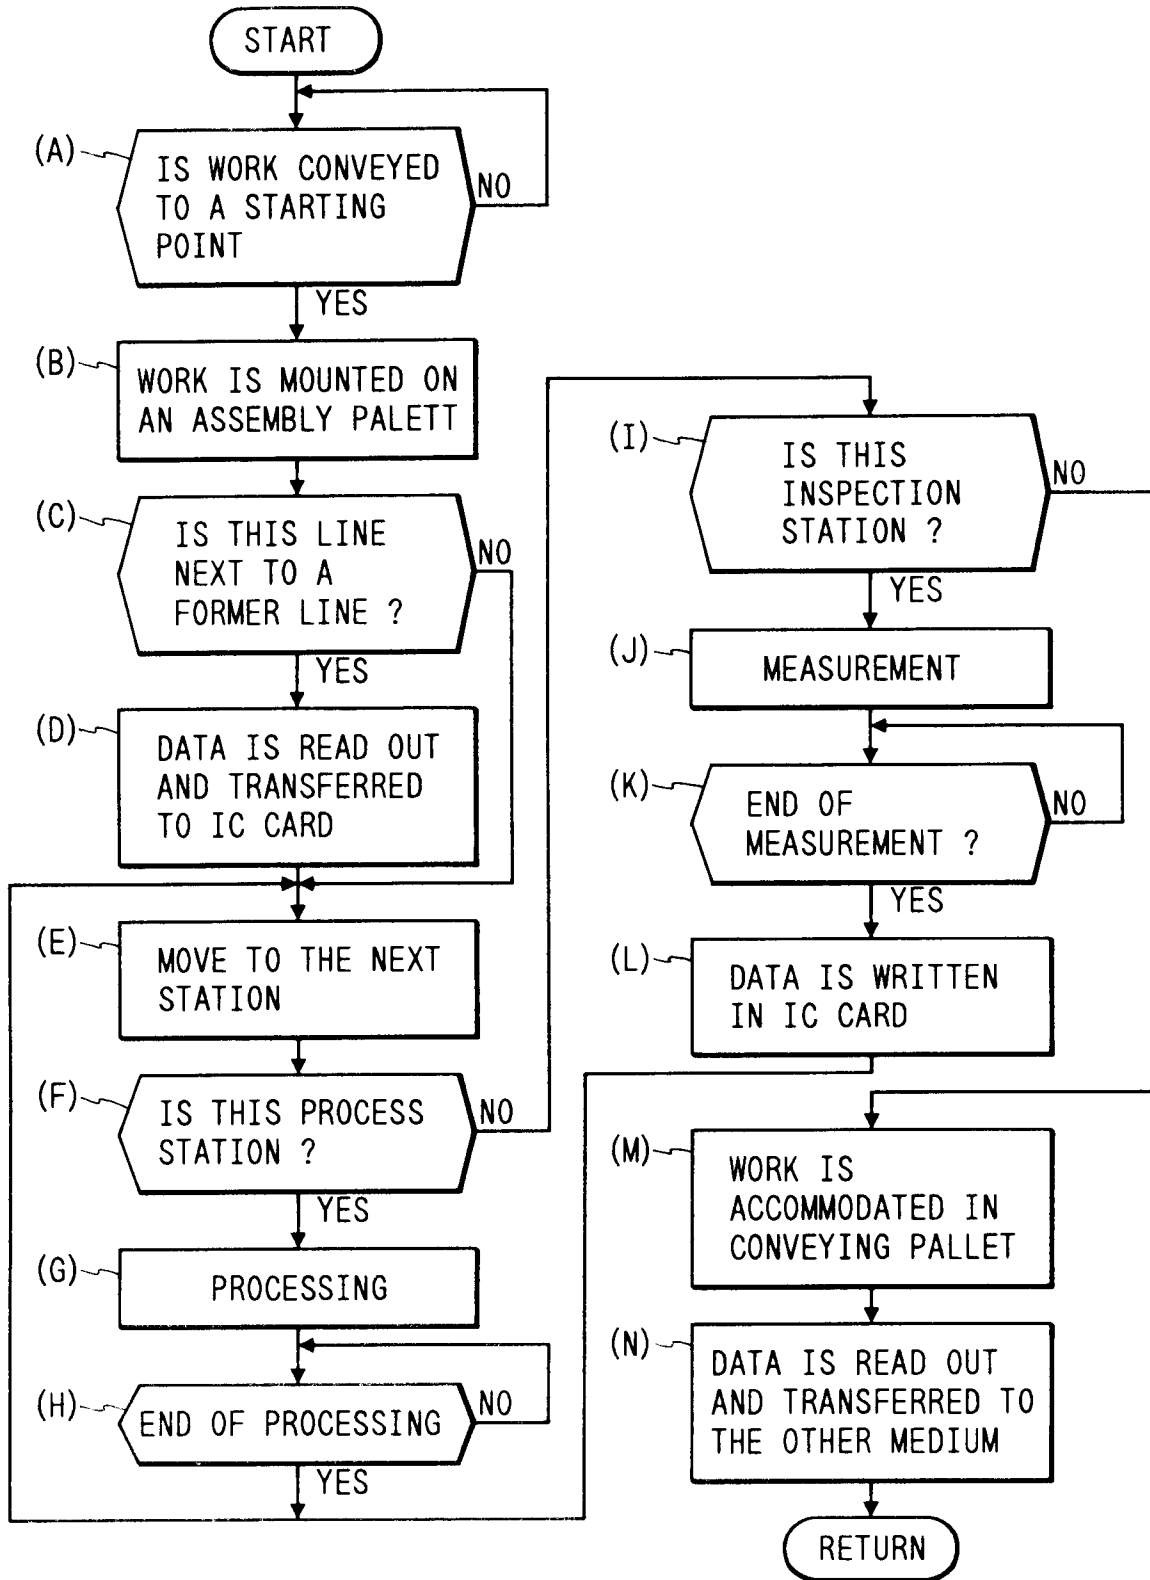 START
(A)
IS WORK CONVEYED
TO A STARTING
POINT
NO
YES
(B)
WORK IS MOUNTED ON
AN ASSEMBLY PALETT
(C)
IS THIS LINE
NEXT TO A
FORMER LINE ?
NO
YES
(D)
DATA IS READ OUT
AND TRANSFERRED
TO IC CARD
(E)
MOVE TO THE NEXT
STATION
(F)
IS THIS PROCESS
STATION ?
NO
YES
(G)
PROCESSING
(H)
END OF PROCESSING
NO
YES
(I)
IS THIS
INSPECTION
STATION ?
NO
YES
(J)
MEASUREMENT
(K)
END OF
MEASUREMENT ?
NO
YES
(L)
DATA IS WRITTEN
IN IC CARD
(M)
WORK IS
ACCOMMODATED IN
CONVEYING PALLET
(N)
DATA IS READ OUT
AND TRANSFERRED TO
THE OTHER MEDIUM
RETURN